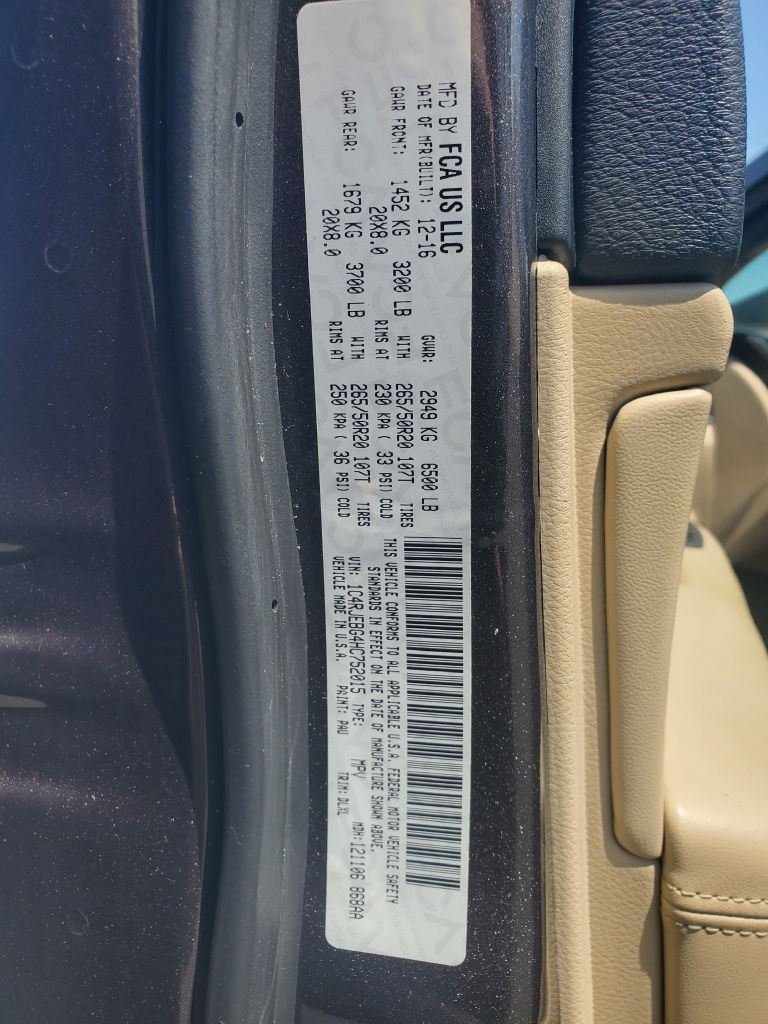 MFD BY FCA US LLC
DATE OF MFR(BUILT): 12-16 GVWR: 2949 KG 6500 LB
GAWR FRONT: 1452 KG 3200 LB WITH 265/50R20 107T TIRES
20X8.0 RIMS AT 230 KPA ( 33 PSI) COLD
GAWR REAR: 1679 KG 3700 LB WITH 265/50R20 107T TIRES
20X8.0 RIMS AT 250 KPA ( 36 PSI) COLD
THIS VEHICLE CONFORMS TO ALL APPLICABLE U.S.A. FEDERAL MOTOR VEHICLE SAFETY
STANDARDS IN EFFECT ON THE DATE OF MANUFACTURE SHOWN ABOVE.
VIN: 1C4RJEBG4HC752015 TYPE: MPV MDH:121106 868AA
VEHICLE MADE IN U.S.A. PAINT: PAU TRIM: DLXL